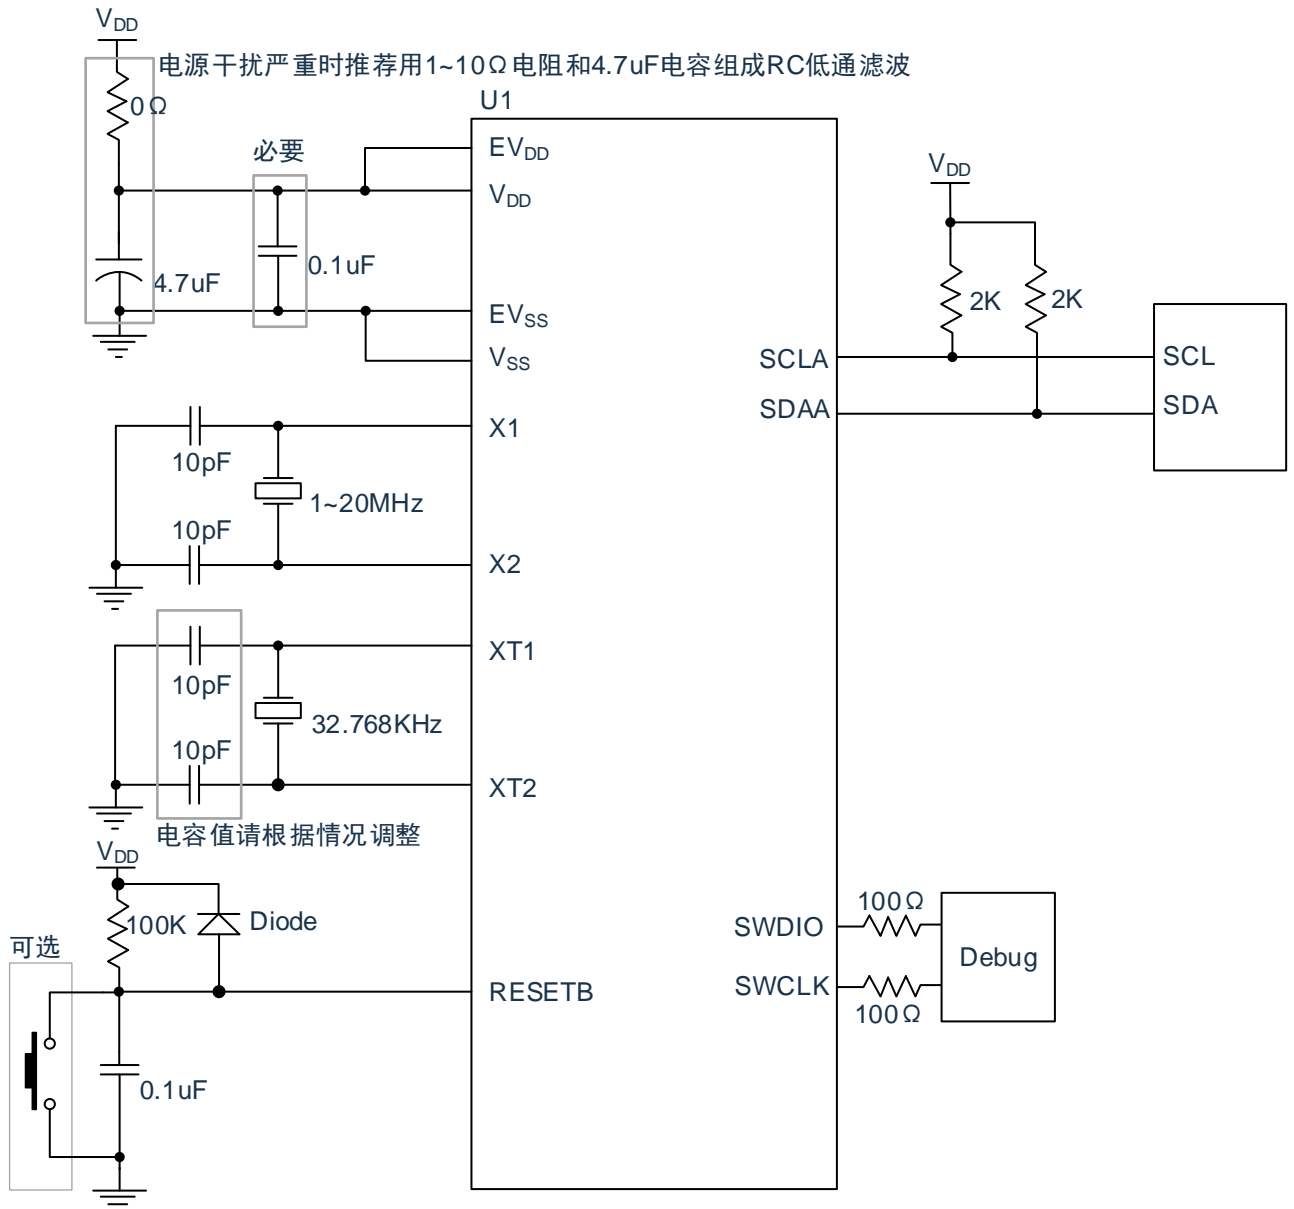 VDD
电源干扰严重时推荐用1~10Ω电阻和4.7uF电容组成RC低通滤波
0Ω
U1
必要
EVDD
VDD
VDD
0.1uF
4.7uF
2K
2K
EVSS
VSS
SCLA
SCL
SDAA
SDA
X1
10pF
1~20MHz
10pF
X2
XT1
10pF
32.768KHz
10pF
XT2
电容值请根据情况调整
VDD
100K
Diode
100Ω
SWDIO
可选
Debug
SWCLK
RESETB
100Ω
0.1uF